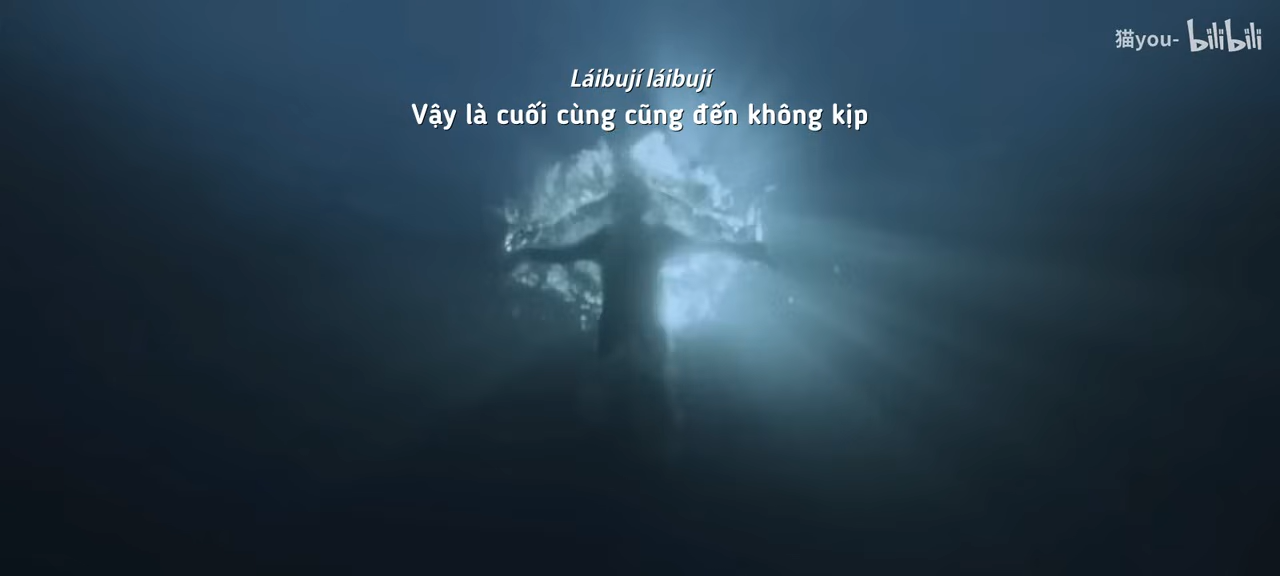 猫you- bilibili
Láibují láibují
Vậy là cuối cùng cũng đến không kịp